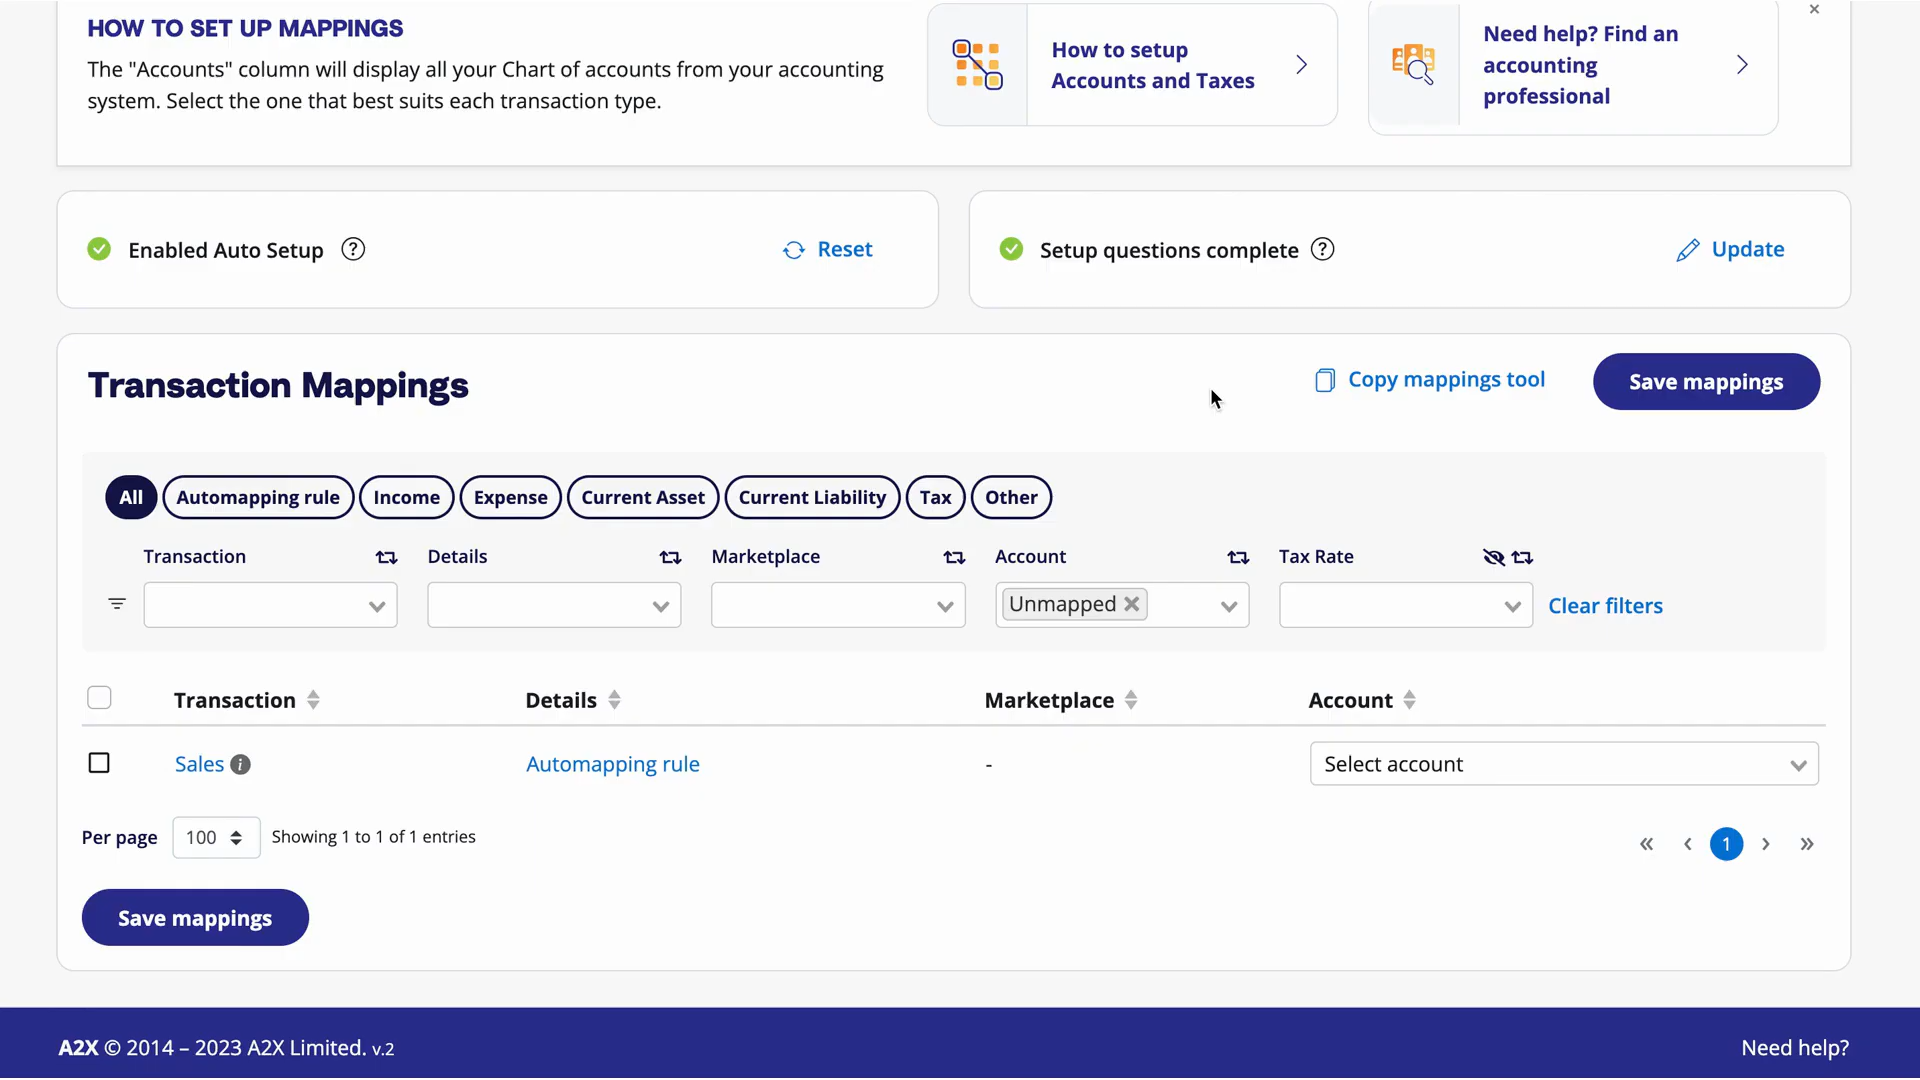 HOW TO SET UP MAPPINGS
The "Accounts" column will display all your Chart of accounts from your accounting
system. Select the one that best suits each transaction type.
How to setup
Accounts and Taxes
Need help? Find an
accounting
professional
Enabled Auto Setup
Reset
Setup questions complete
Update
Transaction Mappings
Copy mappings tool
Save mappings
All
Automapping rule
Income
Expense
Current Asset
Current Liability
Tax
Other
Transaction
Details
Marketplace
Account
Tax Rate
Unmapped
Clear filters
Transaction
Details
Marketplace
Account
Sales
Automapping rule
-
Select account
Per page
100
Showing 1 to 1 of 1 entries
« ‹ 1 › »
Save mappings
A2X © 2014 – 2023 A2X Limited. v.2
Need help?